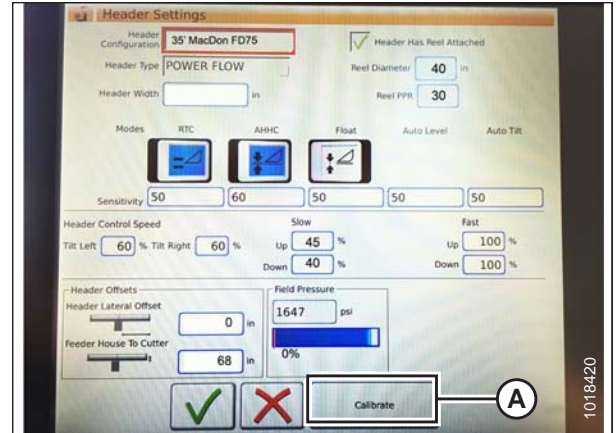 Header Settings
Header Configuration 35' MacDon FD75 Header Has Reel Attached
Header Type POWER FLOW Reel Diameter 40 in
Header Width in Reel PPR 30
Modes RTC AHHC Float Auto Level Auto Tilt
Sensitivity 50 60 50 50 50
Header Control Speed Slow Fast
Tilt Left 60 % Tilt Right 60 % Up 45 % Up 100 %
Down 40 % Down 100 %
Header Offsets Field Pressure
Header Lateral Offset 1647 psi
0 in
Feeder House To Cutter 0%
68 in
Calibrate A
1018420